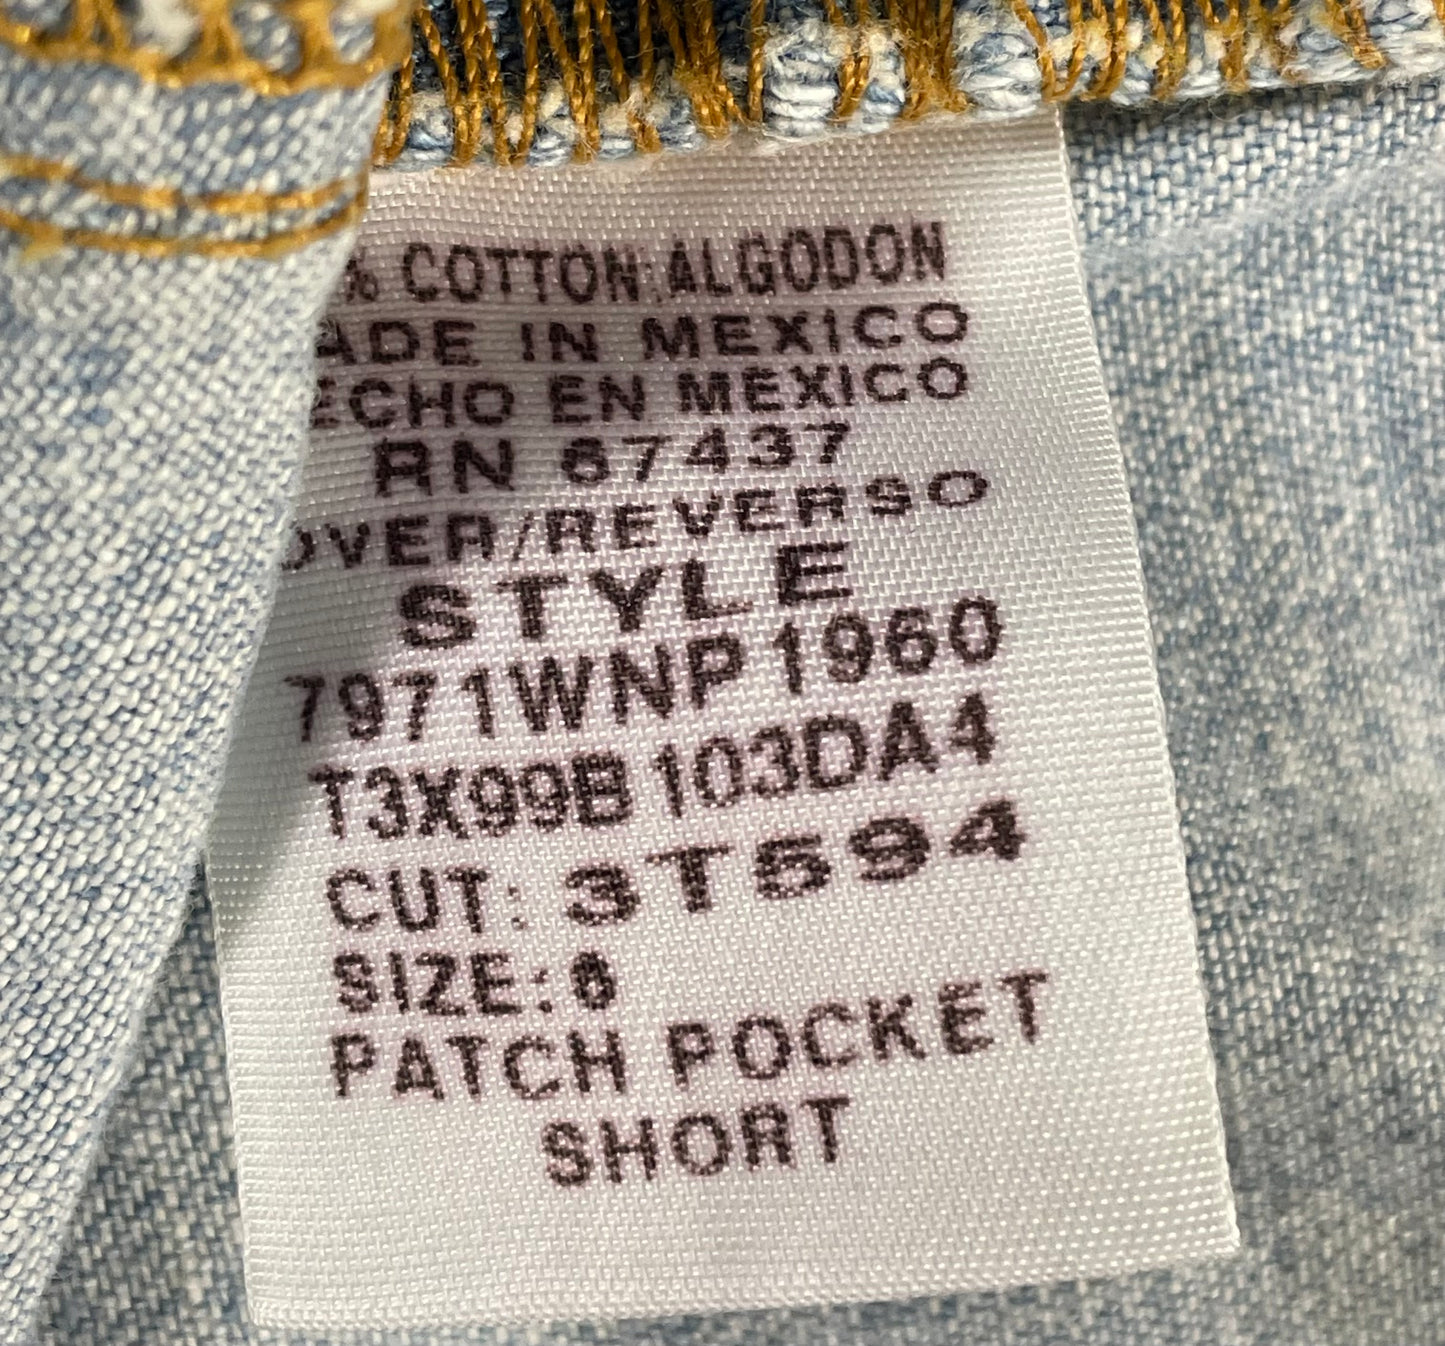 % COTTON ALGODON
ADE IN MEXICO
ECHO EN MEXICO
RN 67437
OVER/REVERSO
STYLE
7971WNP1960
T3X99B103DA4
CUT: 3T594
SIZE: 6
PATCH POCKET
SHORT